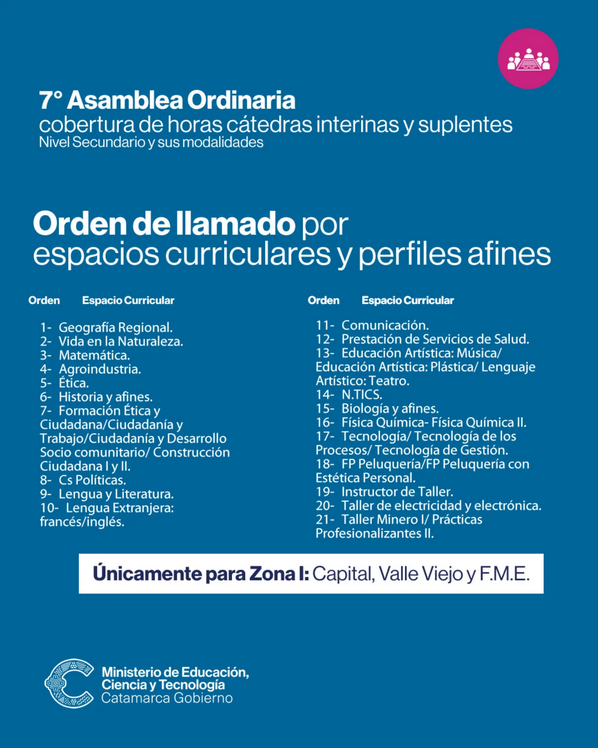 7° Asamblea Ordinaria
cobertura de horas cátedras interinas y suplentes
Nivel Secundario y sus modalidades
Orden de llamado por
espacios curriculares y perfiles afines
Orden Espacio Curricular
1- Geografía Regional.
2- Vida en la Naturaleza.
3- Matemática.
4- Agroindustria.
5- Ética.
6- Historia y afines.
7- Formación Ética y
Ciudadana/Ciudadanía y
Trabajo/Ciudadanía y Desarrollo
Socio comunitario/ Construcción
Ciudadana I y II.
8- Cs Políticas.
9- Lengua y Literatura.
10- Lengua Extranjera:
francés/inglés.
Orden Espacio Curricular
11- Comunicación.
12- Prestación de Servicios de Salud.
13- Educación Artística: Música/
Educación Artística: Plástica/ Lenguaje
Artístico: Teatro.
14- N.TICS.
15- Biología y afines.
16- Física Química- Física Química II.
17- Tecnología/ Tecnología de los
Procesos/ Tecnología de Gestión.
18- FP Peluquería/FP Peluquería con
Estética Personal.
19- Instructor de Taller.
20- Taller de electricidad y electrónica.
21- Taller Minero I/ Prácticas
Profesionalizantes II.
Únicamente para Zona I: Capital, Valle Viejo y F.M.E.
Ministerio de Educación,
Ciencia y Tecnología
Catamarca Gobierno